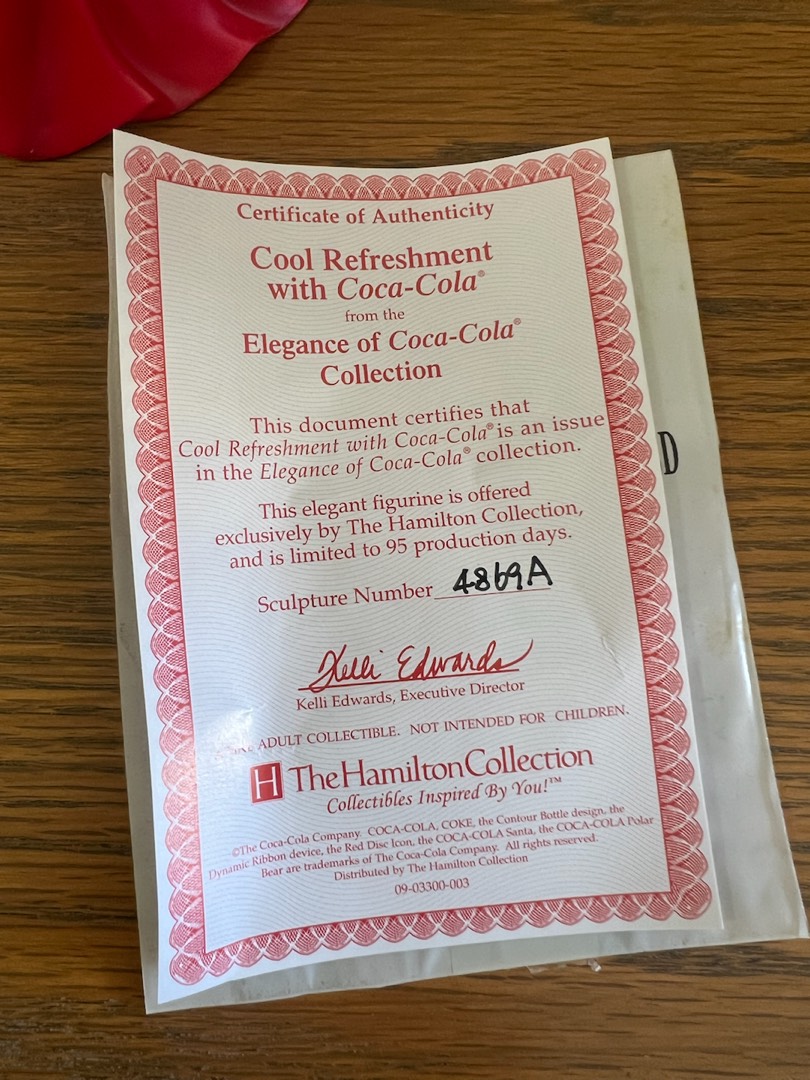 Certificate of Authenticity
Cool Refreshment
with Coca-Cola®
from the
Elegance of Coca-Cola®
Collection
This document certifies that
Cool Refreshment with Coca-Cola® is an issue
in the Elegance of Coca-Cola® collection.
This elegant figurine is offered
exclusively by The Hamilton Collection,
and is limited to 95 production days.
Sculpture Number 4869A
Kelli Edwards
Kelli Edwards, Executive Director
ADULT COLLECTIBLE. NOT INTENDED FOR CHILDREN.
H The Hamilton Collection
Collectibles Inspired By You!™
©The Coca-Cola Company. COCA-COLA, COKE, the Contour Bottle design, the
Dynamic Ribbon device, the Red Disc Icon, the COCA-COLA Santa, the COCA-COLA Polar
Bear are trademarks of The Coca-Cola Company. All rights reserved.
Distributed by The Hamilton Collection
09-03300-003
D